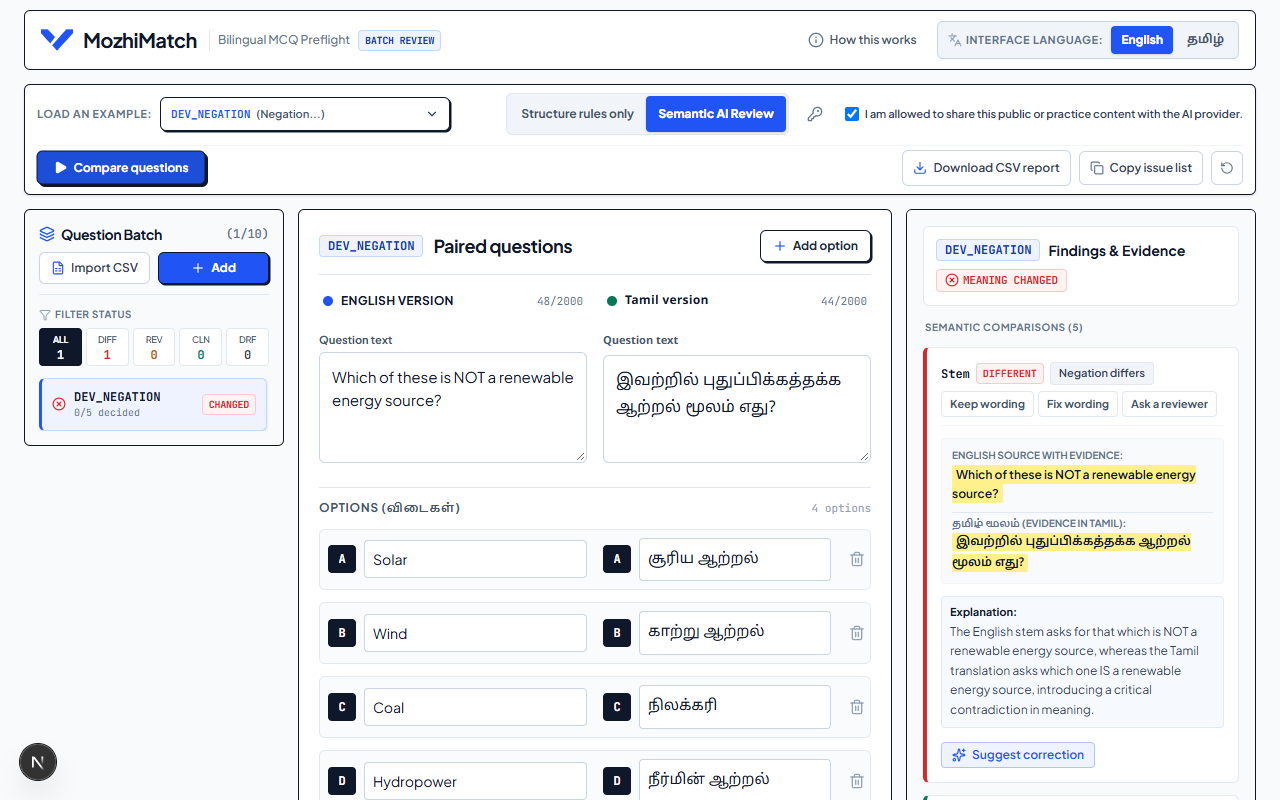 MozhiMatch
Bilingual MCQ Preflight
BATCH REVIEW
How this works
INTERFACE LANGUAGE:
English
தமிழ்
LOAD AN EXAMPLE:
DEV_NEGATION (Negation...)
Structure rules only
Semantic AI Review
I am allowed to share this public or practice content with the AI provider.
Compare questions
Download CSV report
Copy issue list
Question Batch
(1/10)
Import CSV
Add
FILTER STATUS
ALL
1
DIFF
1
REV
0
CLN
0
DRF
0
DEV_NEGATION
0/5 decided
CHANGED
DEV_NEGATION
Paired questions
Add option
ENGLISH VERSION
48/2000
Tamil version
44/2000
Question text
Which of these is NOT a renewable
energy source?
Question text
இவற்றில் புதுப்பிக்கத்தக்க
ஆற்றல் மூலம் எது?
OPTIONS (விடைகள்)
4 options
A
Solar
A
சூரிய ஆற்றல்
B
Wind
B
காற்று ஆற்றல்
C
Coal
C
நிலக்கரி
D
Hydropower
D
நீர்மின் ஆற்றல்
DEV_NEGATION
Findings & Evidence
MEANING CHANGED
SEMANTIC COMPARISONS (5)
Stem
DIFFERENT
Negation differs
Keep wording
Fix wording
Ask a reviewer
ENGLISH SOURCE WITH EVIDENCE:
Which of these is NOT a renewable energy
source?
தமிழ் மூலம் (EVIDENCE IN TAMIL):
இவற்றில் புதுப்பிக்கத்தக்க ஆற்றல்
மூலம் எது?
Explanation:
The English stem asks for that which is NOT a
renewable energy source, whereas the Tamil
translation asks which one IS a renewable
energy source, introducing a critical
contradiction in meaning.
Suggest correction
N